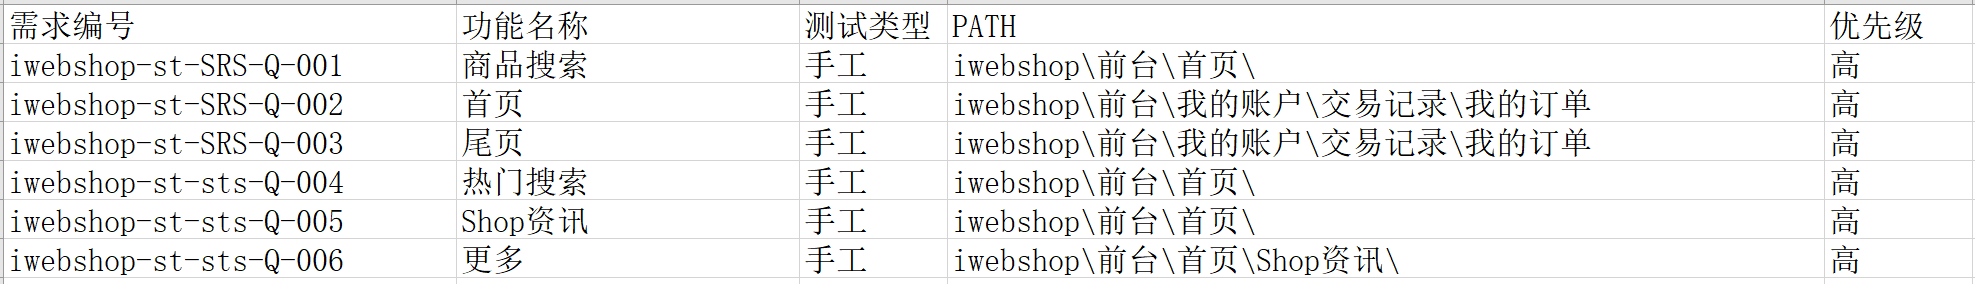 需求编号 功能名称 测试类型 PATH 优先级
iwebshop-st-SRS-Q-001 商品搜索 手工 iwebshop\前台\首页\ 高
iwebshop-st-SRS-Q-002 首页 手工 iwebshop\前台\我的账户\交易记录\我的订单 高
iwebshop-st-SRS-Q-003 尾页 手工 iwebshop\前台\我的账户\交易记录\我的订单 高
iwebshop-st-sts-Q-004 热门搜索 手工 iwebshop\前台\首页\ 高
iwebshop-st-sts-Q-005 Shop资讯 手工 iwebshop\前台\首页\ 高
iwebshop-st-sts-Q-006 更多 手工 iwebshop\前台\首页\Shop资讯\ 高